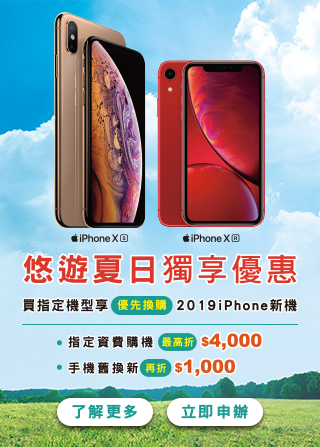 iPhone XS
iPhone XR
悠遊夏日獨享優惠
買指定機型享 優先換購 2019iPhone新機
• 指定資費購機 最高折 $4,000
• 手機舊換新 再折 $1,000
了解更多
立即申辦